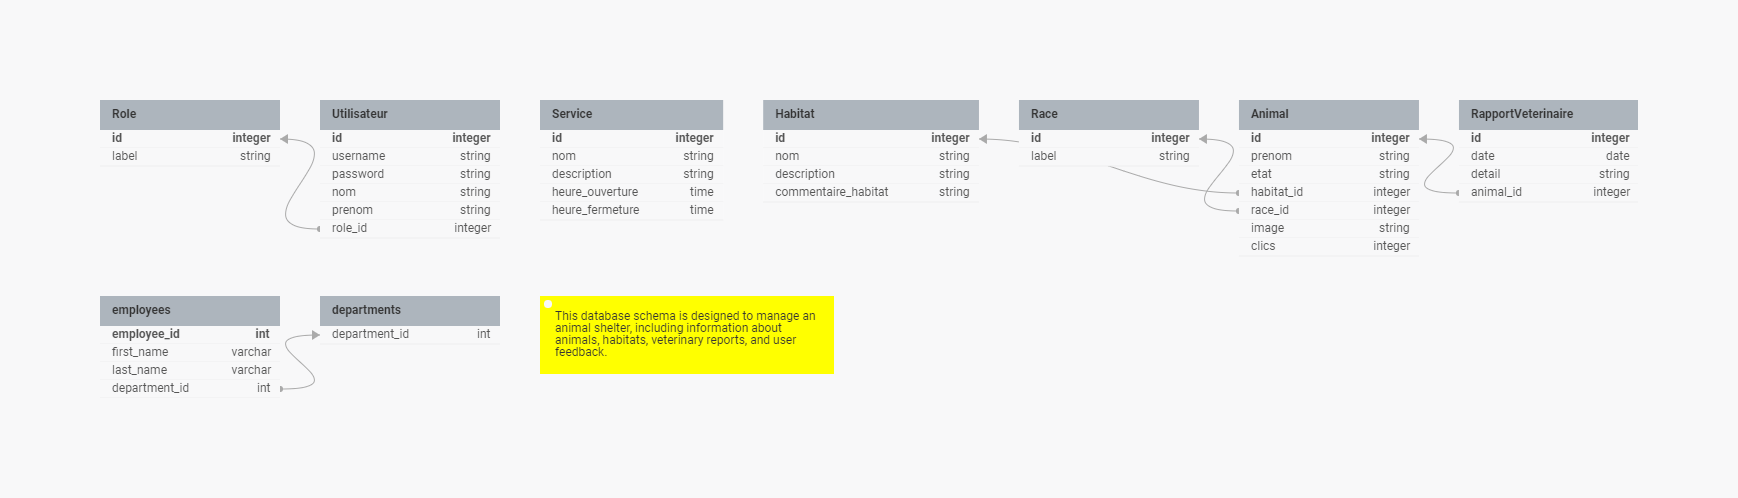 Role
id integer
label string
Utilisateur
id integer
username string
password string
nom string
prenom string
role_id integer
Service
id integer
nom string
description string
heure_ouverture time
heure_fermeture time
Habitat
id integer
nom string
description string
commentaire_habitat string
Race
id integer
label string
Animal
id integer
prenom string
etat string
habitat_id integer
race_id integer
image string
clics integer
RapportVeterinaire
id integer
date date
detail string
animal_id integer
employees
employee_id int
first_name varchar
last_name varchar
department_id int
departments
department_id int
This database schema is designed to manage an
animal shelter, including information about
animals, habitats, veterinary reports, and user
feedback.